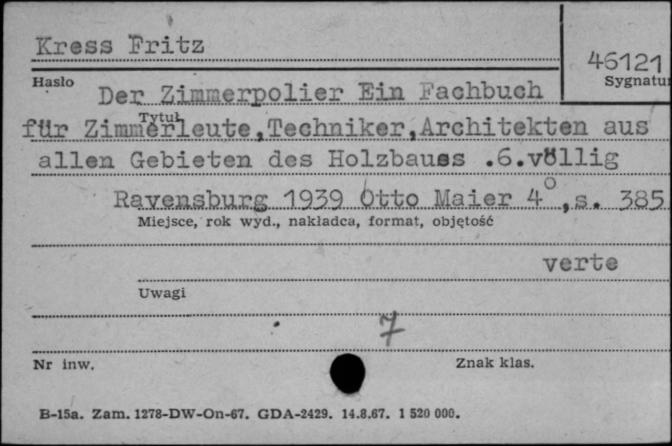 Kress Fritz
46121
Hasło
Sygnatur
Der Zimmerpolier Ein Fachbuch
Tytuł
für Zimmerleute,Techniker,Architekten aus
allen Gebieten des Holzbaues .6.völlig
Ravensburg 1939 Otto Maier 4°,s. 385
Miejsce, rok wyd., nakładca, format, objętość
verte
Uwagi
7
Nr inw.
Znak klas.
B-15a. Zam. 1278-DW-On-67. GDA-2429. 14.8.67. 1 520 000.